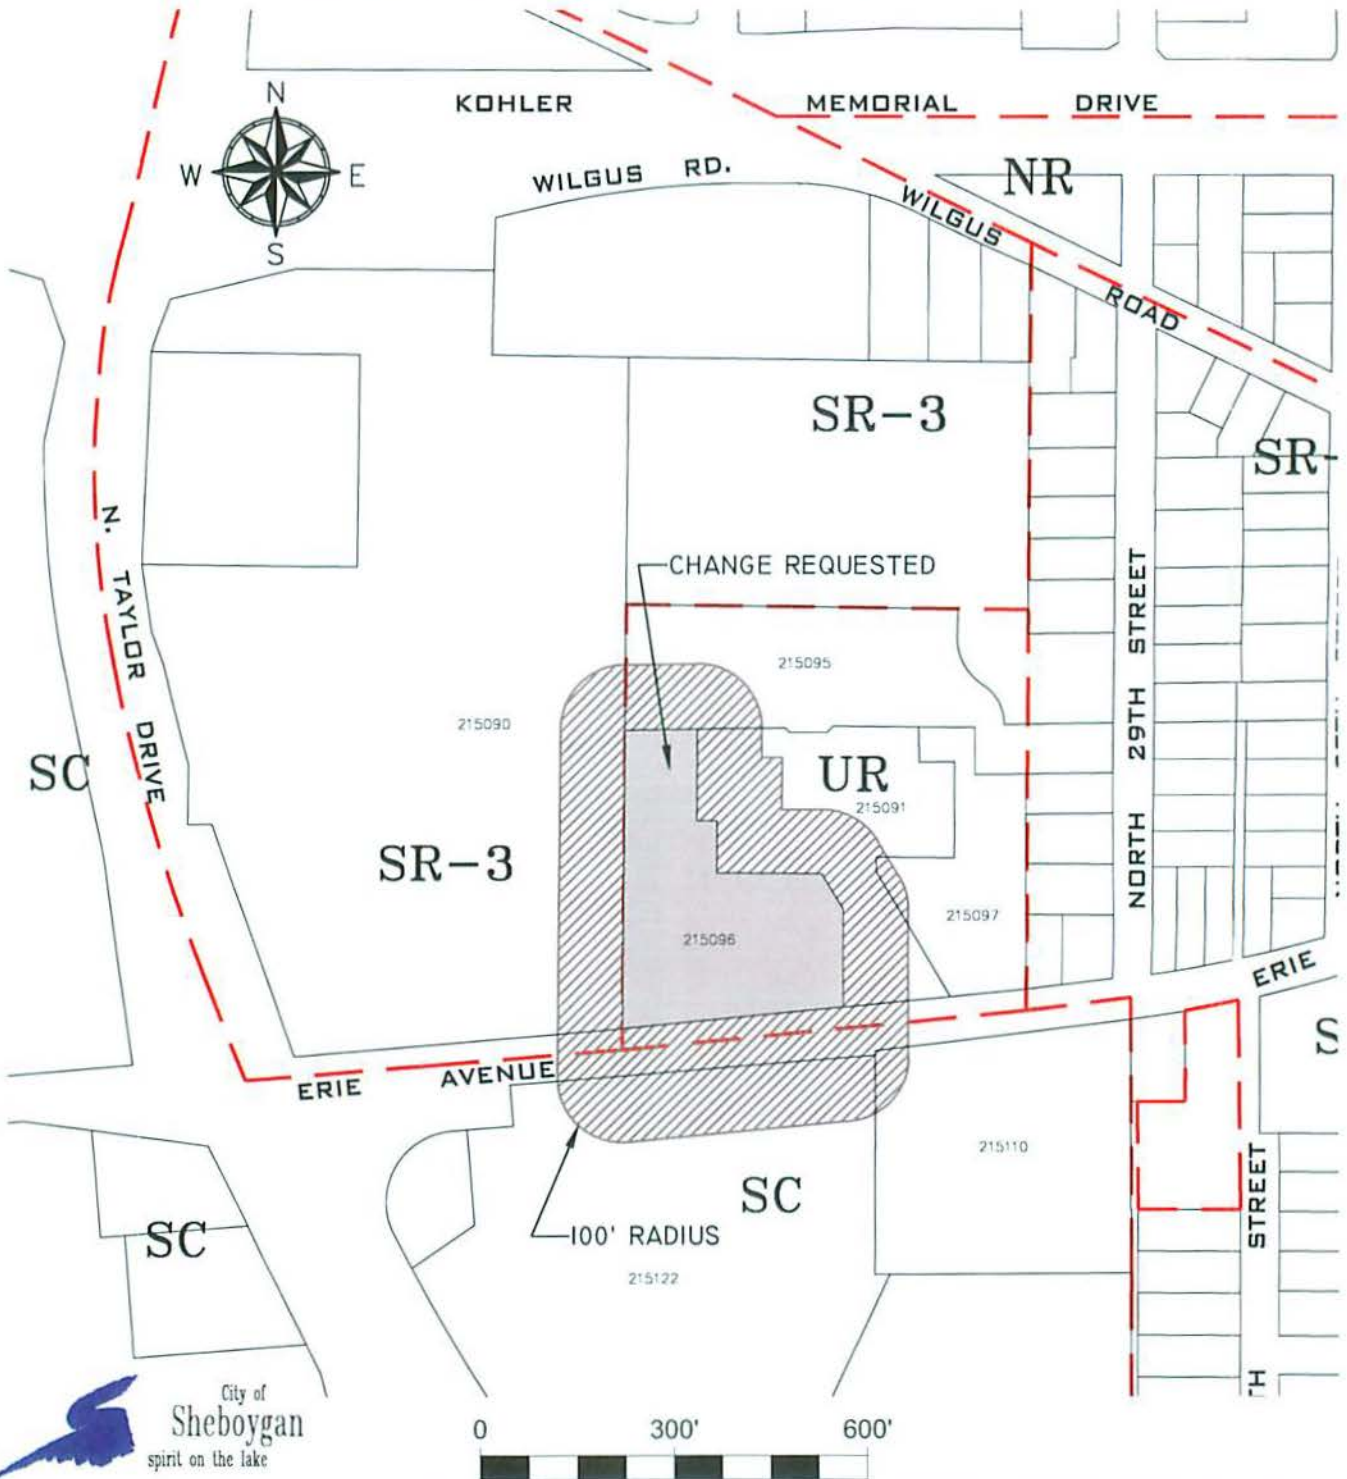 KOHLER MEMORIAL DRIVE
N
W E
S
WILGUS RD.
NR
WILGUS ROAD
SR-3
SR-
N. TAYLOR DRIVE
CHANGE REQUESTED
NORTH 29TH STREET
215095
215090
SC
UR
215091
SR-3
215097
215096
ERIE
S
ERIE AVENUE
215110
STREET
SC
SC
100' RADIUS
215122
TH
City of
Sheboygan
spirit on the lake
0 300' 600'